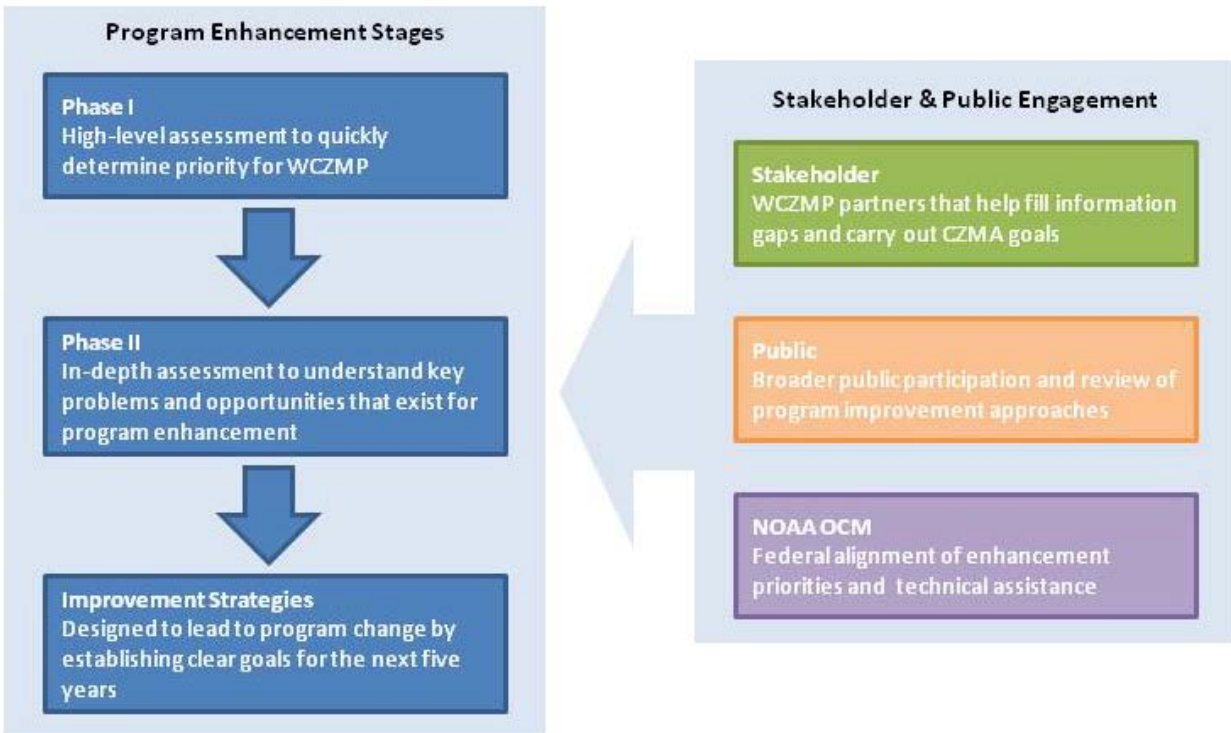 Program Enhancement Stages
Phase I
High-level assessment to quickly
determine priority for WCZMP
Phase II
In-depth assessment to understand key
problems and opportunities that exist for
program enhancement
Improvement Strategies
Designed to lead to program change by
establishing clear goals for the next five
years
Stakeholder & Public Engagement
Stakeholder
WCZMP partners that help fill information
gaps and carry out CZMA goals
Public
Broader public participation and review of
program improvement approaches
NOAA OCM
Federal alignment of enhancement
priorities and technical assistance